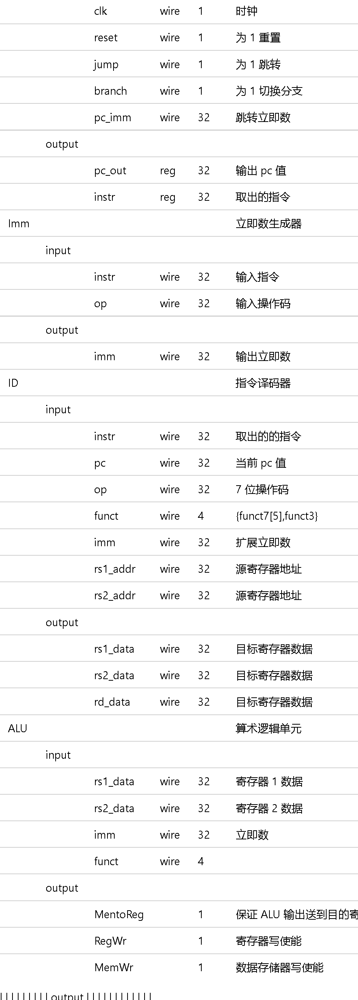 clk wire 1 时钟
reset wire 1 为 1 重置
jump wire 1 为 1 跳转
branch wire 1 为 1 切换分支
pc_imm wire 32 跳转立即数
output
pc_out reg 32 输出 pc 值
instr reg 32 取出的指令
Imm 立即数生成器
input
instr wire 32 输入指令
op wire 32 输入操作码
output
imm wire 32 输出立即数
ID 指令译码器
input
instr wire 32 取出的的指令
pc wire 32 当前 pc 值
op wire 32 7 位操作码
funct wire 4 {funct7[5],funct3}
imm wire 32 扩展立即数
rs1_addr wire 32 源寄存器地址
rs2_addr wire 32 源寄存器地址
output
rs1_data wire 32 目标寄存器数据
rs2_data wire 32 目标寄存器数据
rd_data wire 32 目标寄存器数据
ALU 算术逻辑单元
input
rs1_data wire 32 寄存器 1 数据
rs2_data wire 32 寄存器 2 数据
imm wire 32 立即数
funct wire 4
output
MentoReg 1 保证 ALU 输出送到目的寄
RegWr 1 寄存器写使能
MemWr 1 数据存储器写使能
| | | | | | | | | output | | | | | | | | | | | |